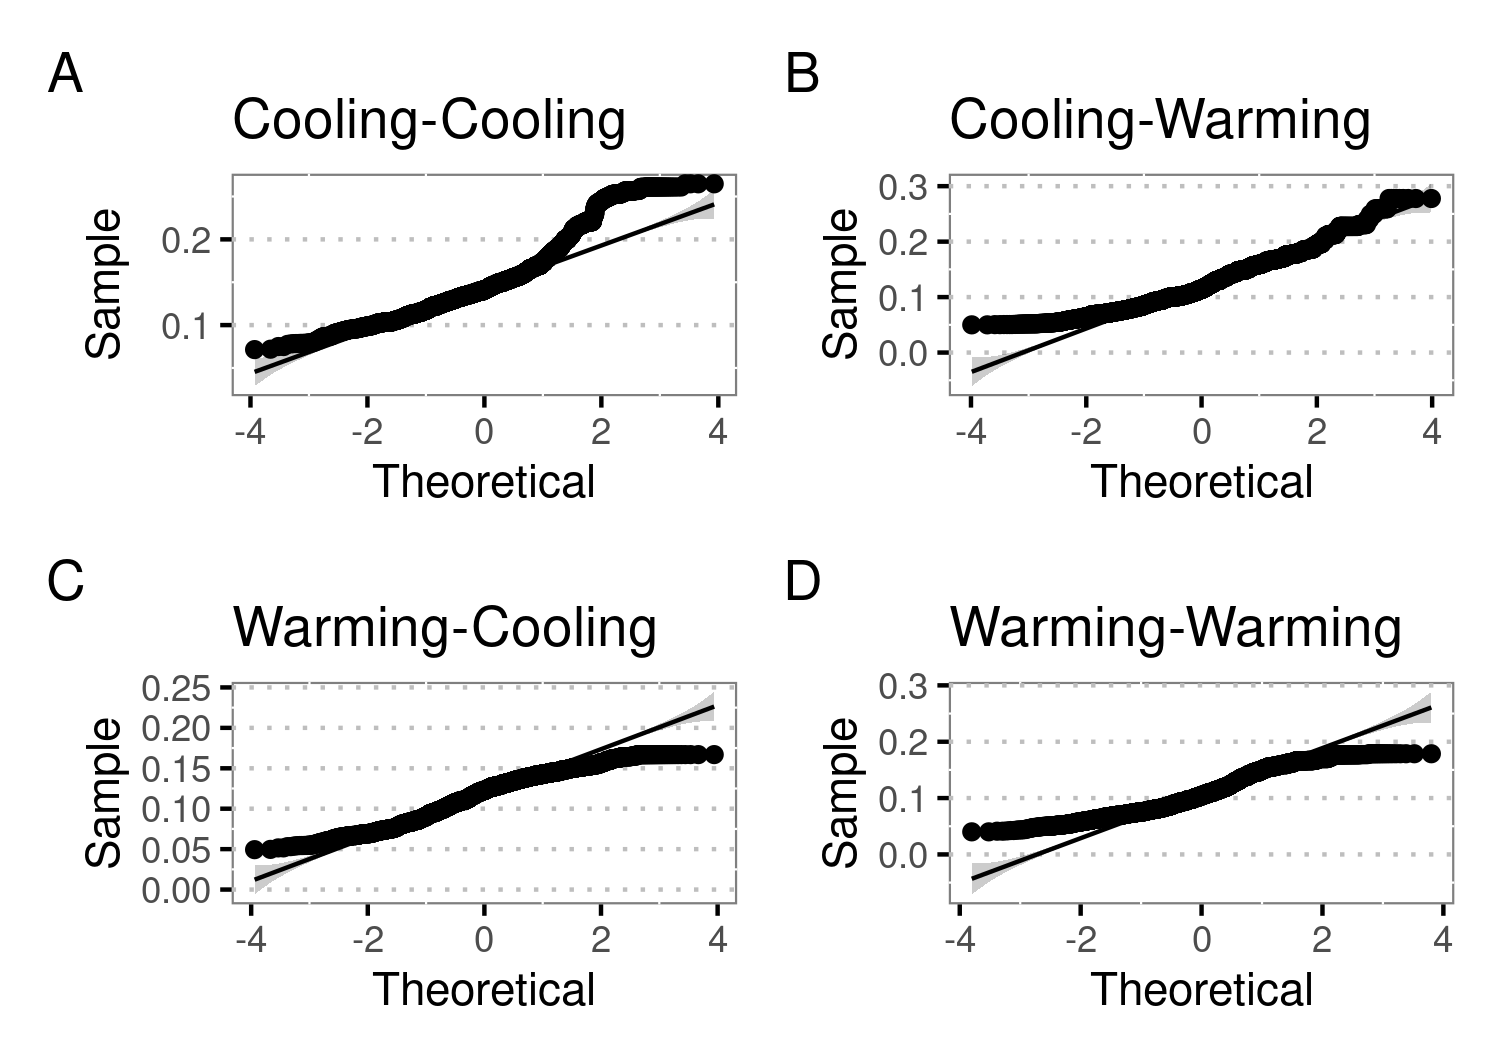 A
Cooling-Cooling
Sample
0.2
0.1
-4 -2 0 2 4
Theoretical
B
Cooling-Warming
Sample
0.3
0.2
0.1
0.0
-4 -2 0 2 4
Theoretical
C
Warming-Cooling
Sample
0.25
0.20
0.15
0.10
0.05
0.00
-4 -2 0 2 4
Theoretical
D
Warming-Warming
Sample
0.3
0.2
0.1
0.0
-4 -2 0 2 4
Theoretical